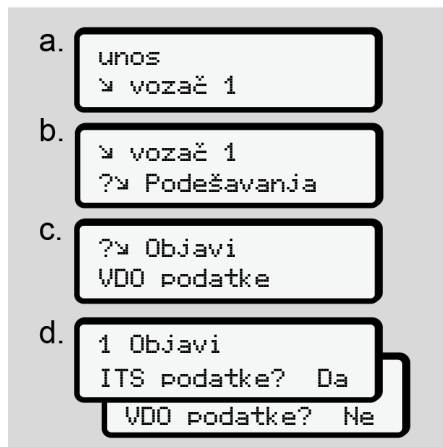 a.
unos
↘ vozač 1
b.
↘ vozač 1
?↘ Podešavanja
c.
?↘ Objavi
VDO podatke
d.
1 Objavi
ITS podatke? Da
VDO podatke? Ne